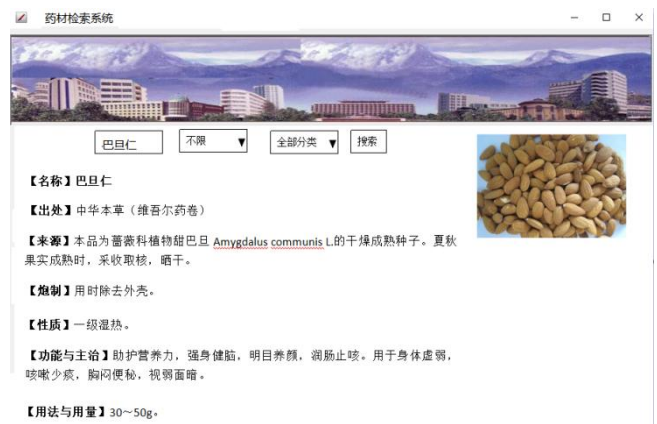 药材检索系统
巴旦仁 不限 全部分类 搜索
【名称】巴旦仁
【出处】中华本草（维吾尔药卷）
【来源】本品为蔷薇科植物甜巴旦 Amygdalus communis L.的干燥成熟种子。夏秋
果实成熟时，采收取核，晒干。
【炮制】用时除去外壳。
【性质】一级湿热。
【功能与主治】助护营养力，强身健脑，明目养颜，润肠止咳。用于身体虚弱，
咳嗽少痰，胸闷便秘，视弱面暗。
【用法与用量】30～50g。